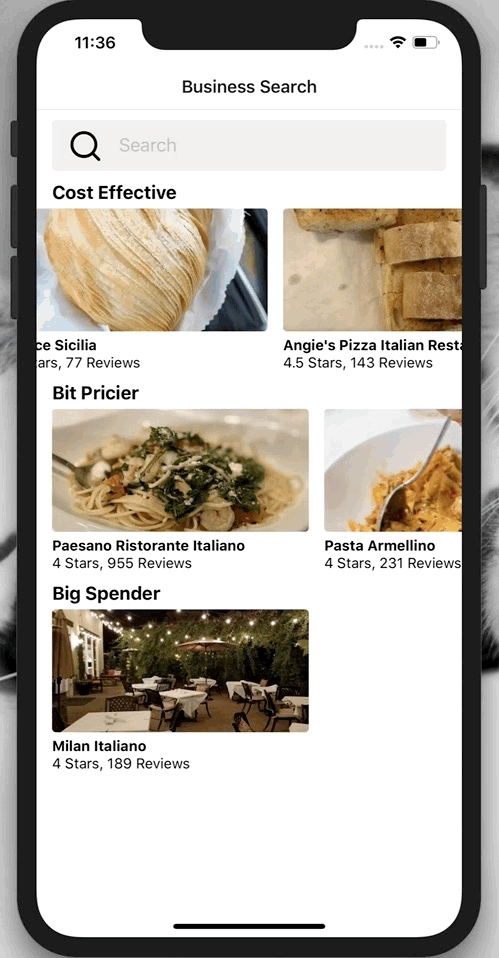 11:36
Business Search
Search
Cost Effective
ce Sicilia
Angie's Pizza Italian Resta
ars, 77 Reviews
4.5 Stars, 143 Reviews
Bit Pricier
Paesano Ristorante Italiano
Pasta Armellino
4 Stars, 955 Reviews
4 Stars, 231 Reviews
Big Spender
Milan Italiano
4 Stars, 189 Reviews